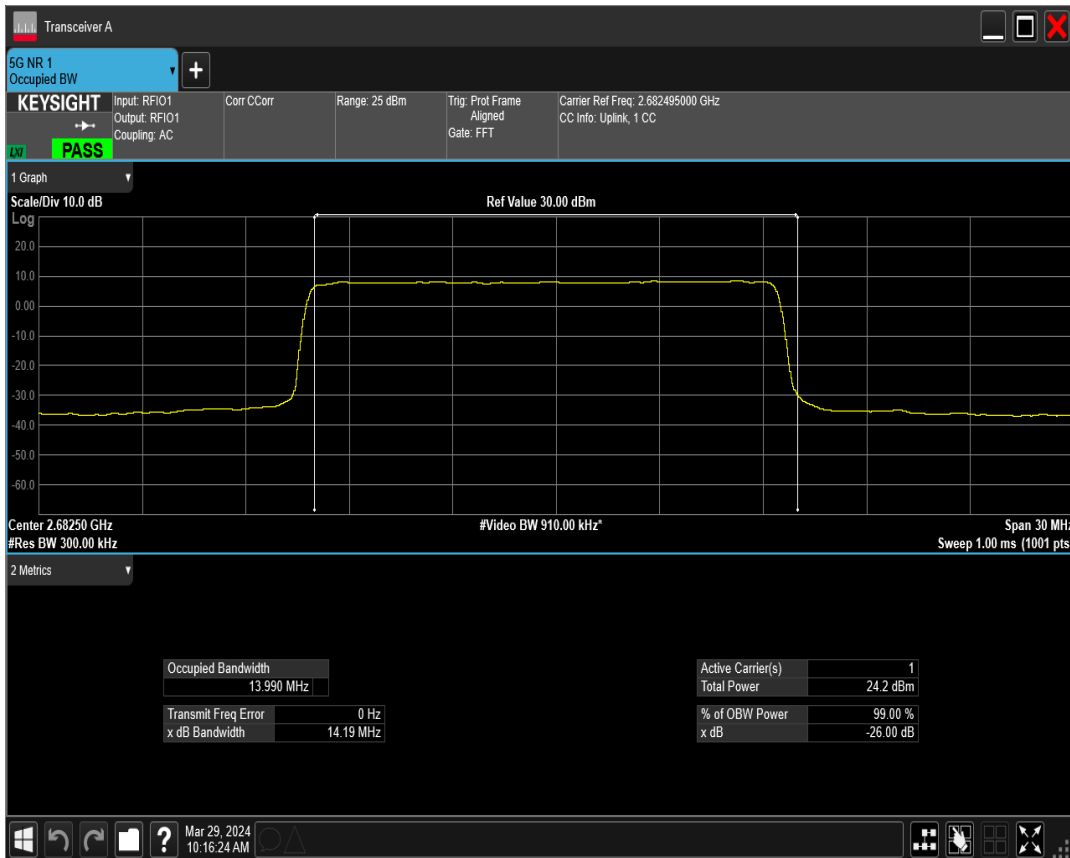 Transceiver A
5G NR 1
Occupied BW
KEYSIGHT
LXI
PASS
Input: RFIO1
Output: RFIO1
Coupling: AC
Corr CCorr
Range: 25 dBm
Trig: Prot Frame
Aligned
Gate: FFT
Carrier Ref Freq: 2.682495000 GHz
CC Info: Uplink, 1 CC
1 Graph
Scale/Div 10.0 dB
Ref Value 30.00 dBm
Log
20.0
10.0
0.00
-10.0
-20.0
-30.0
-40.0
-50.0
-60.0
Center 2.68250 GHz
#Video BW 910.00 kHz*
Span 30 MHz
#Res BW 300.00 kHz
Sweep 1.00 ms (1001 pts
2 Metrics
Occupied Bandwidth
13.990 MHz
Transmit Freq Error 0 Hz
x dB Bandwidth 14.19 MHz
Active Carrier(s) 1
Total Power 24.2 dBm
% of OBW Power 99.00 %
x dB -26.00 dB
?
Mar 29, 2024
10:16:24 AM